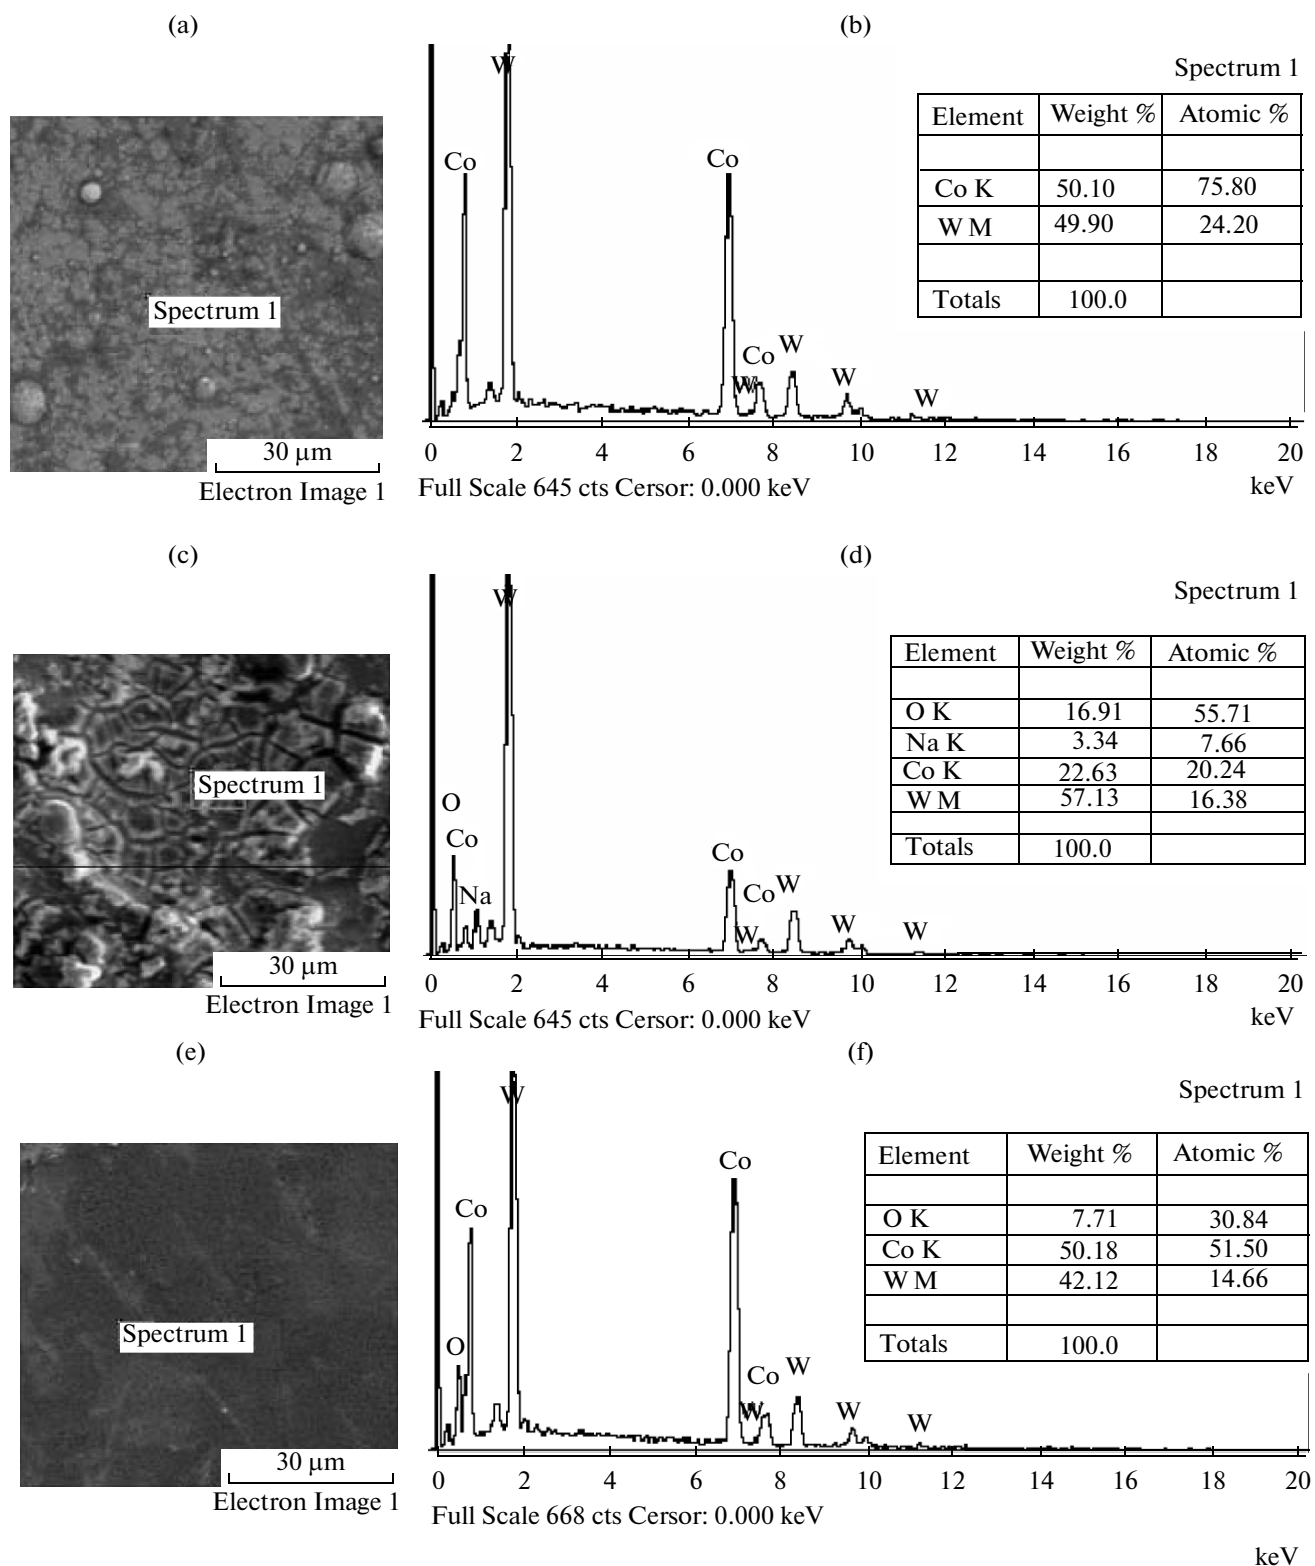 (a)
(b)
Spectrum 1
Element Weight % Atomic %
Co K 50.10 75.80
W M 49.90 24.20
Totals 100.0
W
Co
Co
W
Co
W
W
W
Spectrum 1
30 μm
Electron Image 1
0 2 4 6 8 10 12 14 16 18 20
Full Scale 645 cts Cersor: 0.000 keV
keV
(c)
(d)
Spectrum 1
Element Weight % Atomic %
O K 16.91 55.71
Na K 3.34 7.66
Co K 22.63 20.24
W M 57.13 16.38
Totals 100.0
W
O
Co
Na
Co
Co
W
W
W
W
Spectrum 1
30 μm
Electron Image 1
0 2 4 6 8 10 12 14 16 18 20
Full Scale 645 cts Cersor: 0.000 keV
keV
(e)
(f)
Spectrum 1
Element Weight % Atomic %
O K 7.71 30.84
Co K 50.18 51.50
W M 42.12 14.66
Totals 100.0
W
Co
Co
O
Co
W
W
W
W
Spectrum 1
30 μm
Electron Image 1
0 2 4 6 8 10 12 14 16 18 20
Full Scale 668 cts Cersor: 0.000 keV
keV